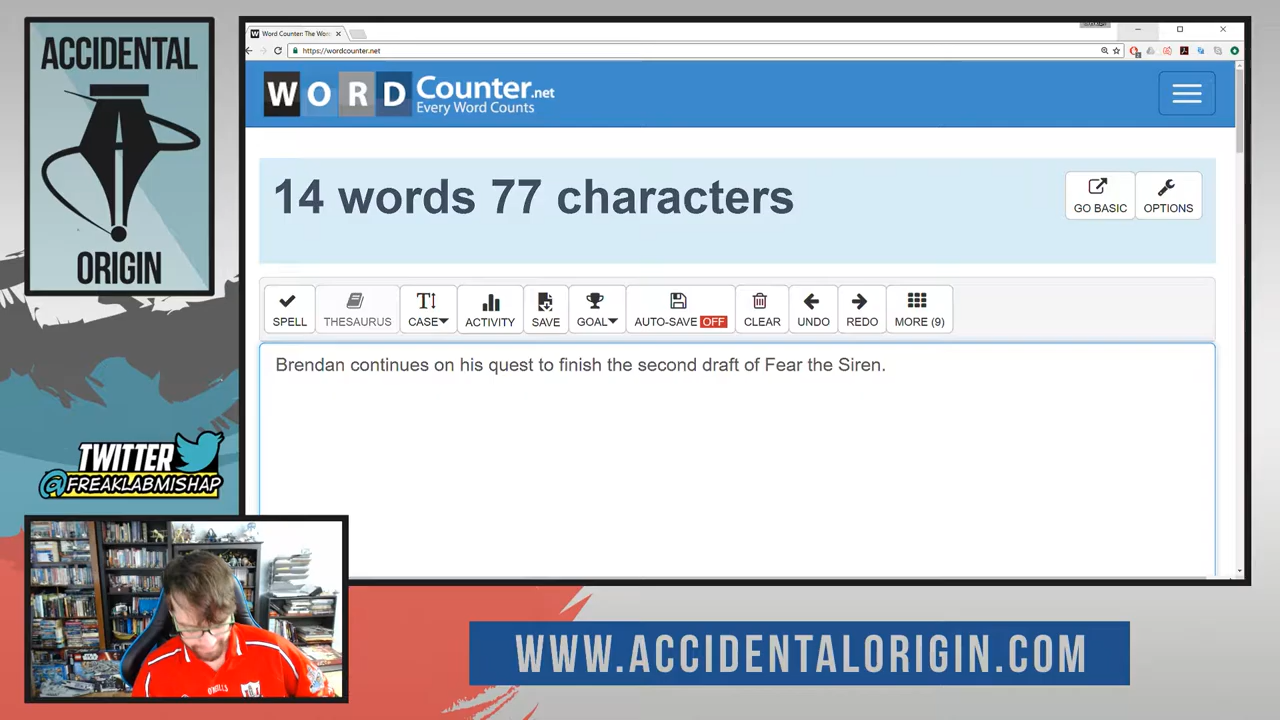 ACCIDENTAL
ORIGIN
Word Counter: The Wor
https://wordcounter.net
WORD Counter.net
Every Word Counts
14 words 77 characters
GO BASIC
OPTIONS
SPELL
THESAURUS
CASE
ACTIVITY
SAVE
GOAL
AUTO-SAVE OFF
CLEAR
UNDO
REDO
MORE (9)
Brendan continues on his quest to finish the second draft of Fear the Siren.
TWITTER
@FREAKLABMISHAP
O'NEILLS
WWW.ACCIDENTALORIGIN.COM